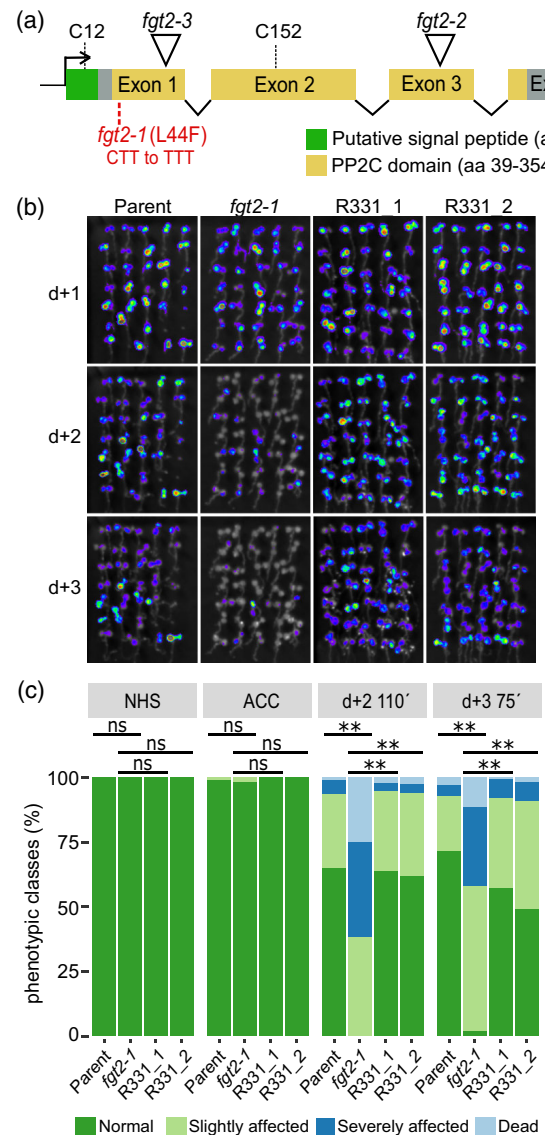 (a)
fgt2-3
fgt2-2
C12
C152
Exon 1
Exon 2
Exon 3
fgt2-1 (L44F)
CTT to TTT
Putative signal peptide (a
PP2C domain (aa 39-354
(b)
Parent fgt2-1 R331_1 R331_2
d+1
d+2
d+3
(c)
NHS ACC d+2 110´ d+3 75´
ns ns ** **
ns ns ** **
ns ns ** **
phenotypic classes (%)
100
75
50
25
0
Parent fgt2-1 R331_1 R331_2 Parent fgt2-1 R331_1 R331_2 Parent fgt2-1 R331_1 R331_2 Parent fgt2-1 R331_1 R331_2
Normal Slightly affected Severely affected Dead